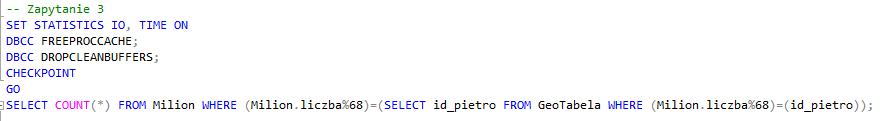 -- Zapytanie 3
SET STATISTICS IO, TIME ON
DBCC FREEPROCCACHE;
DBCC DROPCLEANBUFFERS;
CHECKPOINT
GO
SELECT COUNT(*) FROM Milion WHERE (Milion.liczba%68)=(SELECT id_pietro FROM GeoTabela WHERE (Milion.liczba%68)=(id_pietro));